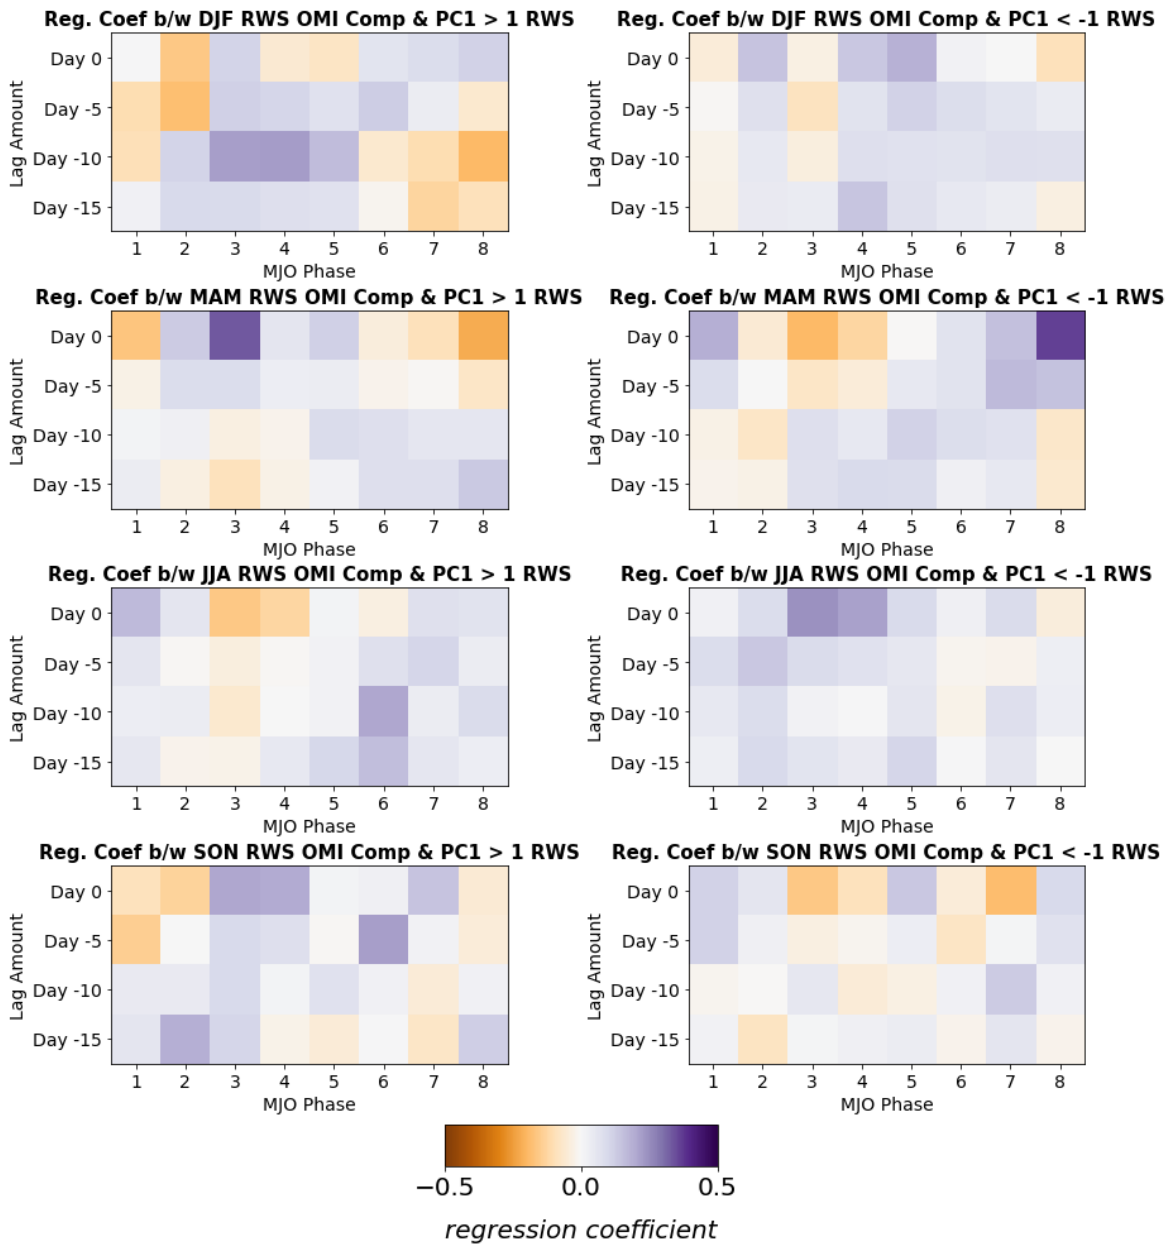 Reg. Coef b/w DJF RWS OMI Comp & PC1 > 1 RWS
Lag Amount
Day 0
Day -5
Day -10
Day -15
1 2 3 4 5 6 7 8
MJO Phase
Reg. Coef b/w DJF RWS OMI Comp & PC1 < -1 RWS
Lag Amount
Day 0
Day -5
Day -10
Day -15
1 2 3 4 5 6 7 8
MJO Phase
Reg. Coef b/w MAM RWS OMI Comp & PC1 > 1 RWS
Lag Amount
Day 0
Day -5
Day -10
Day -15
1 2 3 4 5 6 7 8
MJO Phase
Reg. Coef b/w MAM RWS OMI Comp & PC1 < -1 RWS
Lag Amount
Day 0
Day -5
Day -10
Day -15
1 2 3 4 5 6 7 8
MJO Phase
Reg. Coef b/w JJA RWS OMI Comp & PC1 > 1 RWS
Lag Amount
Day 0
Day -5
Day -10
Day -15
1 2 3 4 5 6 7 8
MJO Phase
Reg. Coef b/w JJA RWS OMI Comp & PC1 < -1 RWS
Lag Amount
Day 0
Day -5
Day -10
Day -15
1 2 3 4 5 6 7 8
MJO Phase
Reg. Coef b/w SON RWS OMI Comp & PC1 > 1 RWS
Lag Amount
Day 0
Day -5
Day -10
Day -15
1 2 3 4 5 6 7 8
MJO Phase
Reg. Coef b/w SON RWS OMI Comp & PC1 < -1 RWS
Lag Amount
Day 0
Day -5
Day -10
Day -15
1 2 3 4 5 6 7 8
MJO Phase
−0.5 0.0 0.5
regression coefficient